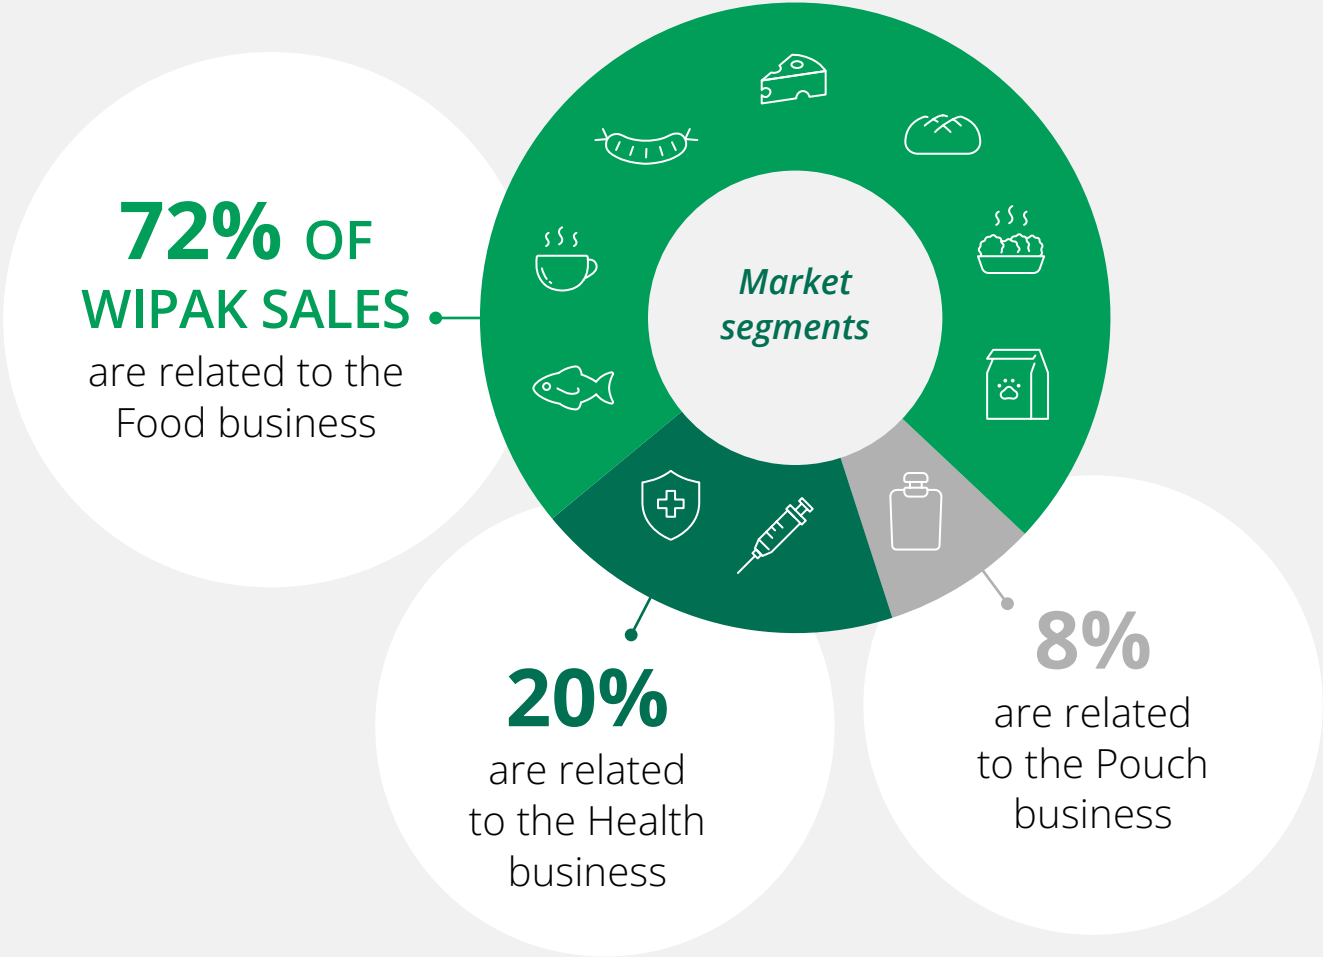 72% OF
WIPAK SALES
are related to the
Food business
Market
segments
20%
are related
to the Health
business
8%
are related
to the Pouch
business